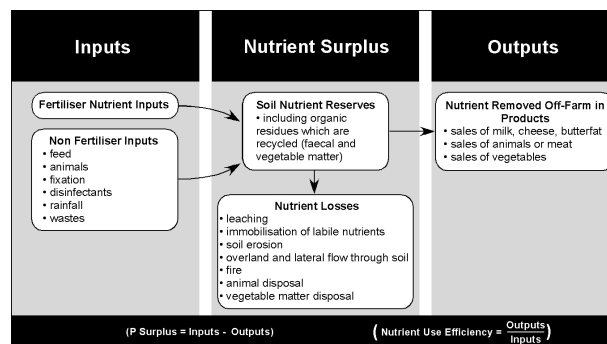 Inputs
Nutrient Surplus
Outputs
Fertiliser Nutrient Inputs
Non Fertiliser Inputs
• feed
• animals
• fixation
• disinfectants
• rainfall
• wastes
Soil Nutrient Reserves
• including organic
residues which are
recycled (faecal and
vegetable matter)
Nutrient Losses
• leaching
• immobilisation of labile nutrients
• soil erosion
• overland and lateral flow through soil
• fire
• animal disposal
• vegetable matter disposal
Nutrient Removed Off-Farm in
Products
• sales of milk, cheese, butterfat
• sales of animals or meat
• sales of vegetables
(P Surplus = Inputs - Outputs)
(Nutrient Use Efficiency = Outputs
Inputs)